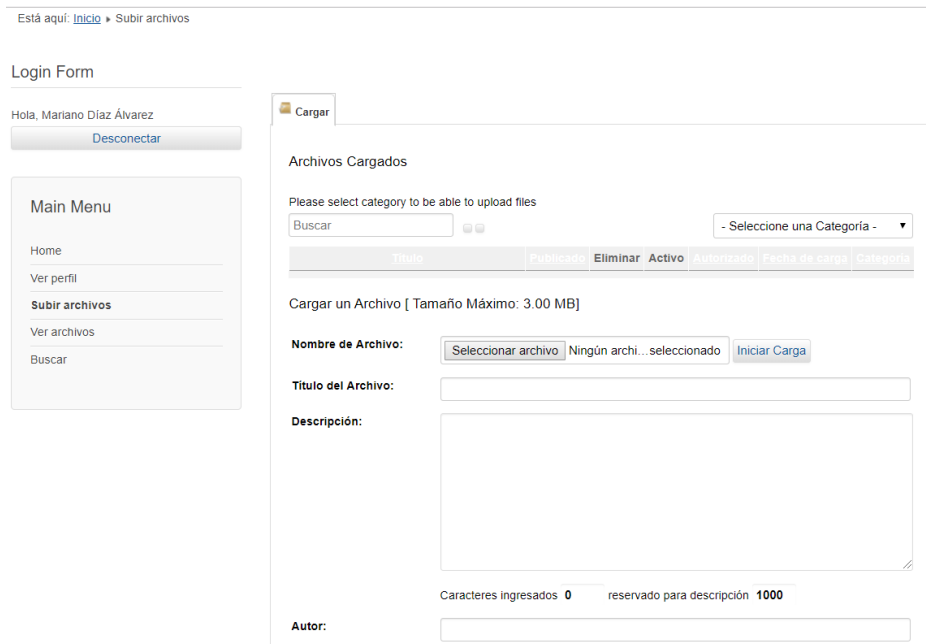 Está aquí: Inicio ▸ Subir archivos
Login Form
Hola, Mariano Díaz Álvarez
Desconectar
Main Menu
Home
Ver perfil
Subir archivos
Ver archivos
Buscar
Cargar
Archivos Cargados
Please select category to be able to upload files
Buscar
- Seleccione una Categoría -
Título Publicado Eliminar Activo Autorizado Fecha de carga Categoría
Cargar un Archivo [ Tamaño Máximo: 3.00 MB]
Nombre de Archivo: Seleccionar archivo Ningún archi...seleccionado Iniciar Carga
Título del Archivo:
Descripción:
Caracteres ingresados 0 reservado para descripción 1000
Autor: